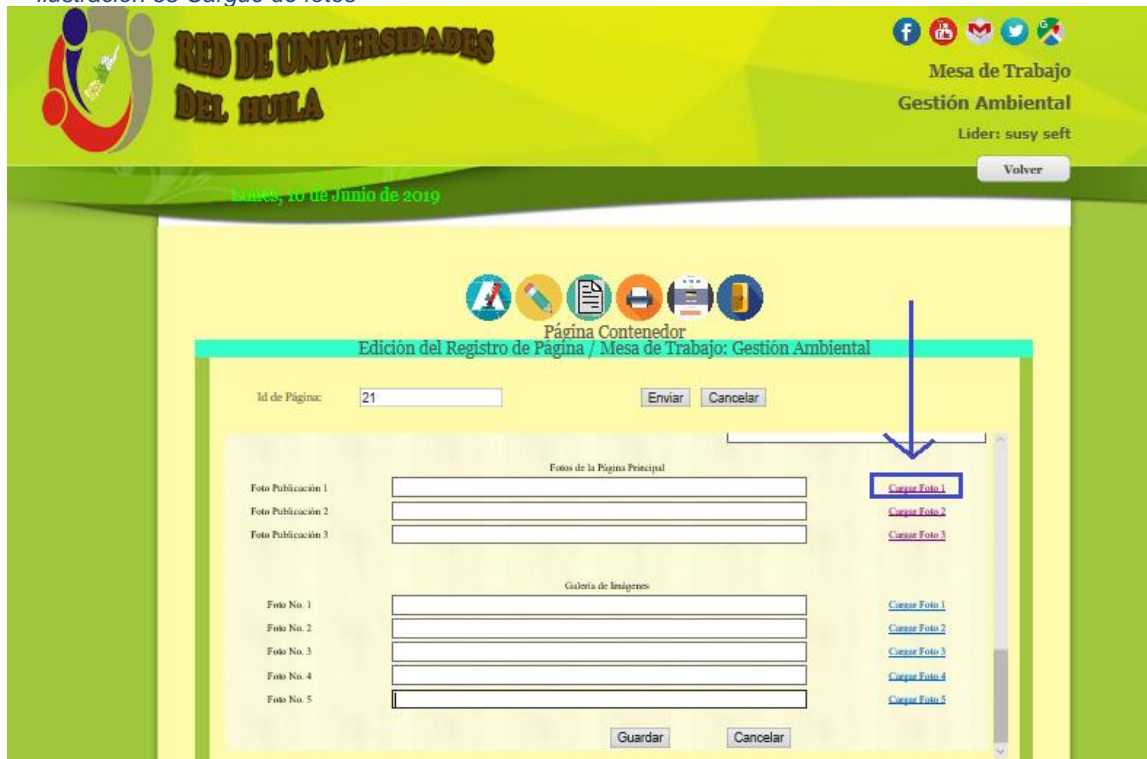 RED DE UNIVERSIDADES
DEL HUILA
Mesa de Trabajo
Gestión Ambiental
Lider: susy seft
Volver
Lunes, 10 de Junio de 2019
Página Contenedor
Edición del Registro de Página / Mesa de Trabajo: Gestión Ambiental
Id de Página: 21 Enviar Cancelar
Fotos de la Página Principal
Foto Publicación 1 Cargar Foto 1
Foto Publicación 2 Cargar Foto 2
Foto Publicación 3 Cargar Foto 3
Galería de Imágenes
Foto No. 1 Cargar Foto 1
Foto No. 2 Cargar Foto 2
Foto No. 3 Cargar Foto 3
Foto No. 4 Cargar Foto 4
Foto No. 5 Cargar Foto 5
Guardar Cancelar